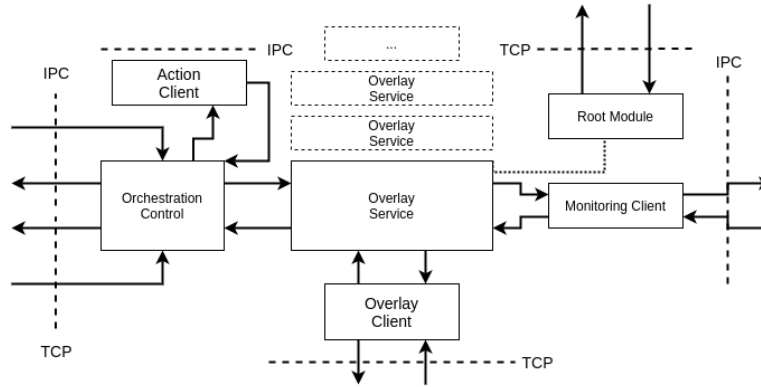 ...
IPC
TCP
IPC
IPC
Action
Client
Overlay
Service
Root Module
Overlay
Service
Orchestration
Control
Overlay
Service
Monitoring Client
Overlay
Client
TCP
TCP